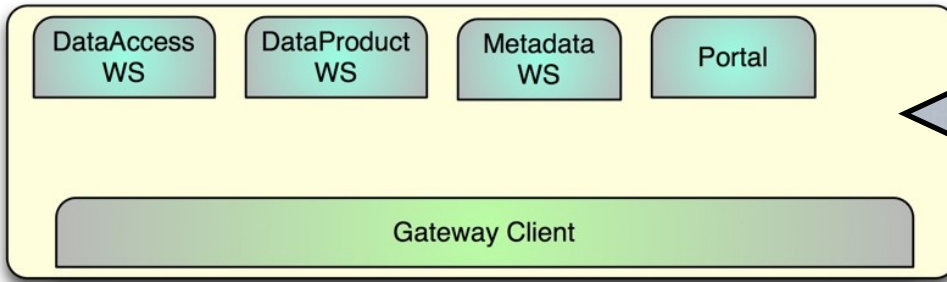 DataAccess
WS
DataProduct
WS
Metadata
WS
Portal
Gateway Client